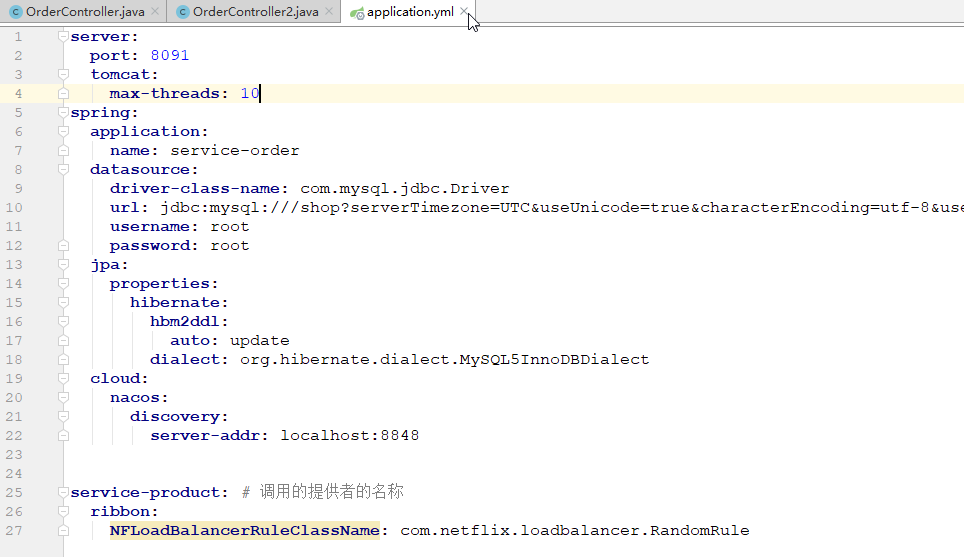 OrderController.java OrderController2.java application.yml
1 server:
2 port: 8091
3 tomcat:
4 max-threads: 10
5 spring:
6 application:
7 name: service-order
8 datasource:
9 driver-class-name: com.mysql.jdbc.Driver
10 url: jdbc:mysql:///shop?serverTimezone=UTC&useUnicode=true&characterEncoding=utf-8&use
11 username: root
12 password: root
13 jpa:
14 properties:
15 hibernate:
16 hbm2ddl:
17 auto: update
18 dialect: org.hibernate.dialect.MySQL5InnoDBDialect
19 cloud:
20 nacos:
21 discovery:
22 server-addr: localhost:8848
23
24
25 service-product: # 调用的提供者的名称
26 ribbon:
27 NFLoadBalancerRuleClassName: com.netflix.loadbalancer.RandomRule